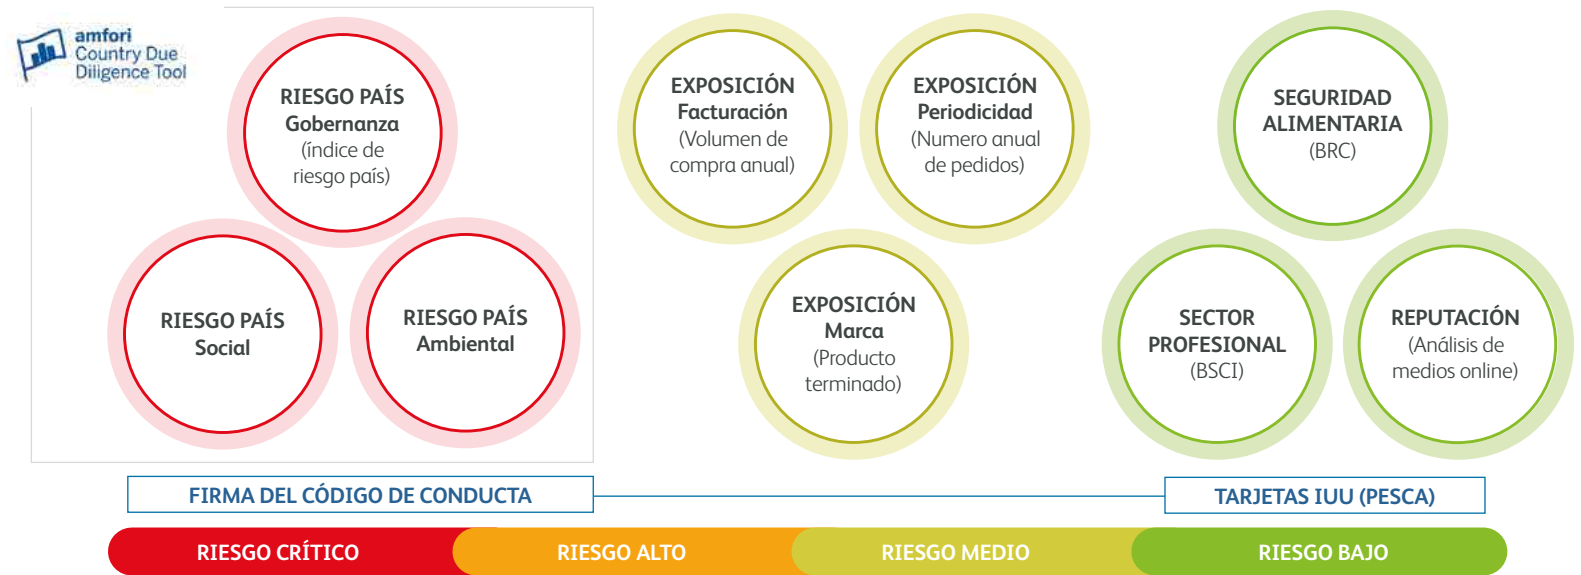 amfori
Country Due
Diligence Tool
RIESGO PAÍS
Gobernanza
(índice de
riesgo país)
RIESGO PAÍS
Social
RIESGO PAÍS
Ambiental
EXPOSICIÓN
Facturación
(Volumen de
compra anual)
EXPOSICIÓN
Periodicidad
(Numero anual
de pedidos)
EXPOSICIÓN
Marca
(Producto
terminado)
SEGURIDAD
ALIMENTARIA
(BRC)
SECTOR
PROFESIONAL
(BSCI)
REPUTACIÓN
(Análisis de
medios online)
FIRMA DEL CÓDIGO DE CONDUCTA
TARJETAS IUU (PESCA)
RIESGO CRÍTICO
RIESGO ALTO
RIESGO MEDIO
RIESGO BAJO